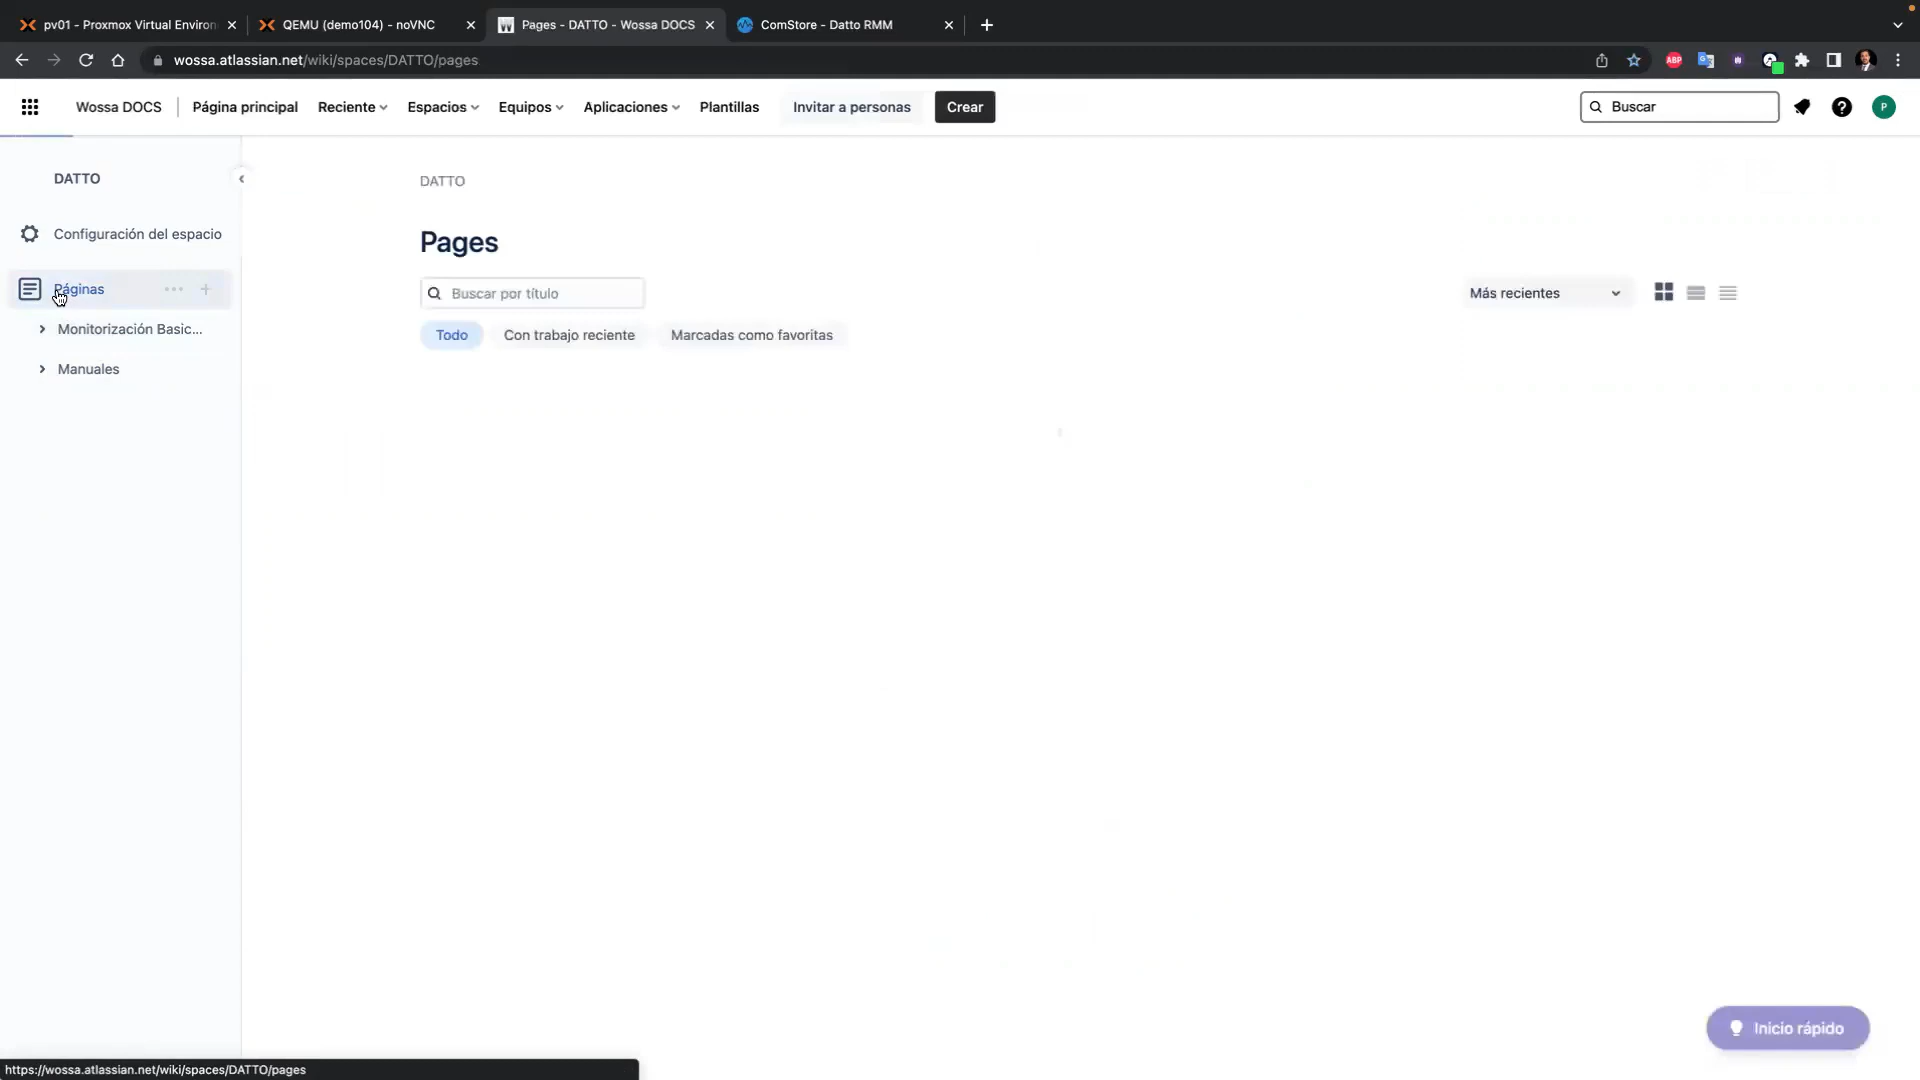 pv01 - Proxmox Virtual Environ
QEMU (demo104) - noVNC
Pages - DATTO - Wossa DOCS
ComStore - Datto RMM
wossa.atlassian.net/wiki/spaces/DATTO/pages
ABP
Wossa DOCS
Página principal
Reciente
Espacios
Equipos
Aplicaciones
Plantillas
Invitar a personas
Crear
Buscar
P
DATTO
Configuración del espacio
Páginas
Monitorización Basic...
Manuales
DATTO
Pages
Buscar por título
Más recientes
Todo
Con trabajo reciente
Marcadas como favoritas
Inicio rápido
https://wossa.atlassian.net/wiki/spaces/DATTO/pages